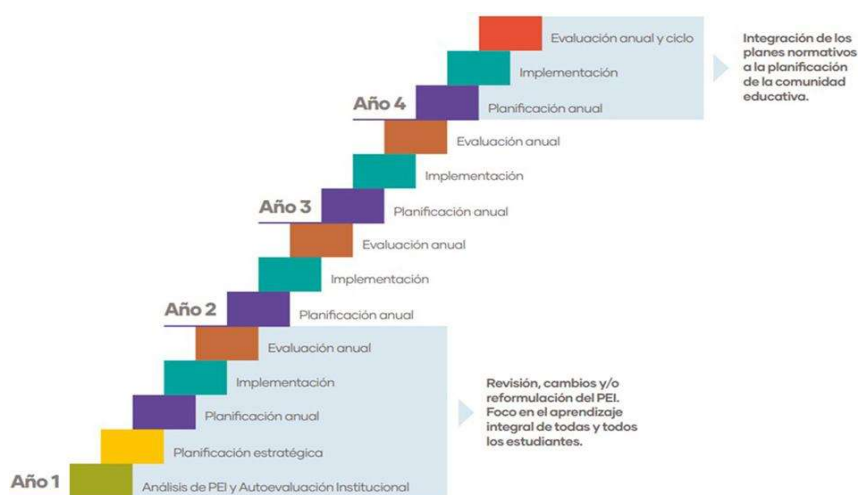 Evaluación anual y ciclo
Implementación
Año 4
Planificación anual
Evaluación anual
Implementación
Año 3
Planificación anual
Evaluación anual
Implementación
Año 2
Planificación anual
Evaluación anual
Implementación
Planificación anual
Planificación estratégica
Año 1
Análisis de PEI y Autoevaluación Institucional
Integración de los
planes normativos
a la planificación
de la comunidad
educativa.
Revisión, cambios y/o
reformulación del PEI.
Foco en el aprendizaje
integral de todas y todos
los estudiantes.